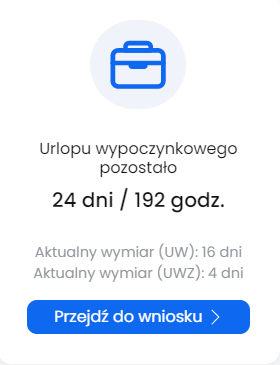 Urlopu wypoczynkowego
pozostało
24 dni / 192 godz.
Aktualny wymiar (UW): 16 dni
Aktualny wymiar (UWZ): 4 dni
Przejdź do wniosku